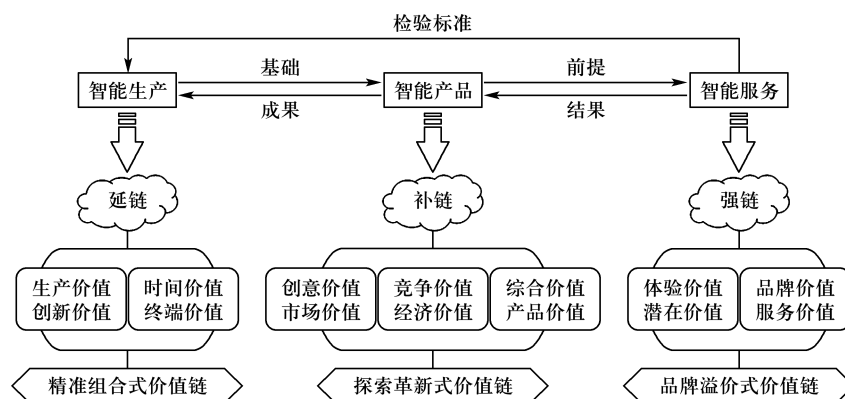 检验标准
智能生产
基础
成果
智能产品
前提
结果
智能服务
延链
补链
强链
生产价值
创新价值
时间价值
终端价值
创意价值
市场价值
竞争价值
经济价值
综合价值
产品价值
体验价值
潜在价值
品牌价值
服务价值
精准组合式价值链
探索革新式价值链
品牌溢价式价值链